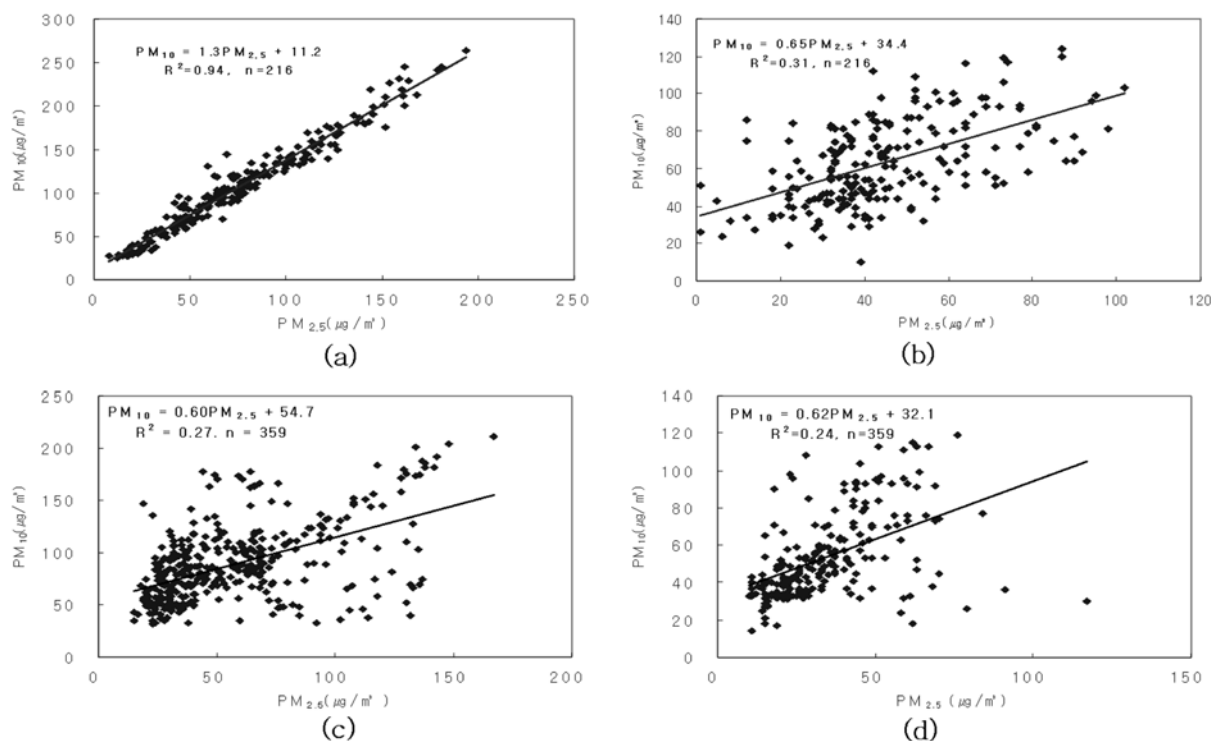 300
250
200
150
100
50
0
PM₁₀(μg/㎥)
PM₁₀ = 1.3PM₂.₅ + 11.2
R²=0.94, n=216
0 50 100 150 200 250
PM₂.₅(μg/㎥)
(a)
140
120
100
80
60
40
20
0
PM₁₀(μg/㎥)
PM₁₀ = 0.65PM₂.₅ + 34.4
R²=0.31, n=216
0 20 40 60 80 100 120
PM₂.₅(μg/㎥)
(b)
250
200
150
100
50
0
PM₁₀(μg/㎥)
PM₁₀ = 0.60PM₂.₅ + 54.7
R² = 0.27. n = 359
0 50 100 150 200
PM₂.₅(μg/㎥)
(c)
140
120
100
80
60
40
20
0
PM₁₀(μg/㎥)
PM₁₀ = 0.62PM₂.₅ + 32.1
R²=0.24, n=359
0 50 100 150
PM₂.₅ (μg/㎥)
(d)